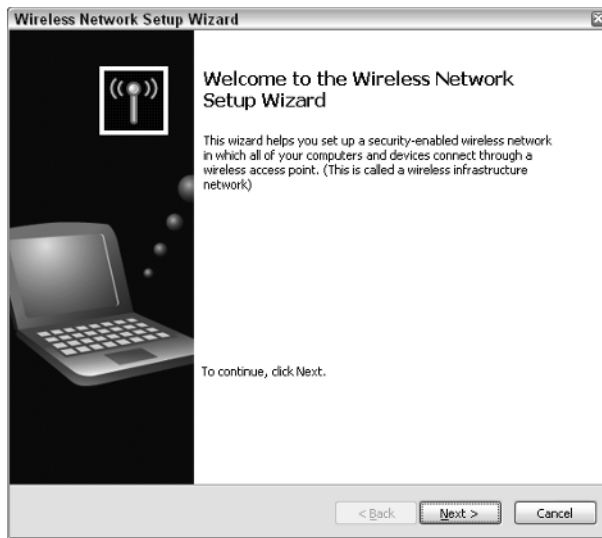 Wireless Network Setup Wizard
Welcome to the Wireless Network
Setup Wizard
This wizard helps you set up a security-enabled wireless network
in which all of your computers and devices connect through a
wireless access point. (This is called a wireless infrastructure
network)
To continue, click Next.
< Back
Next >
Cancel